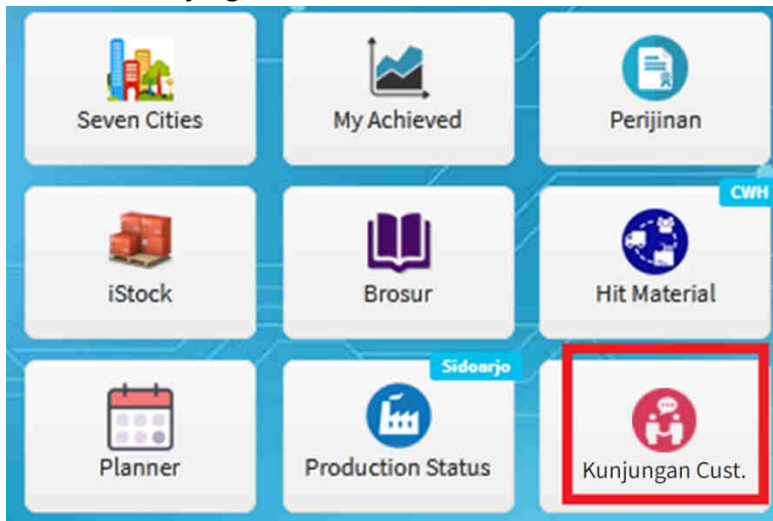 Seven Cities
My Achieved
Perijinan
CWH
iStock
Brosur
Hit Material
Sidoarjo
Planner
Production Status
Kunjungan Cust.